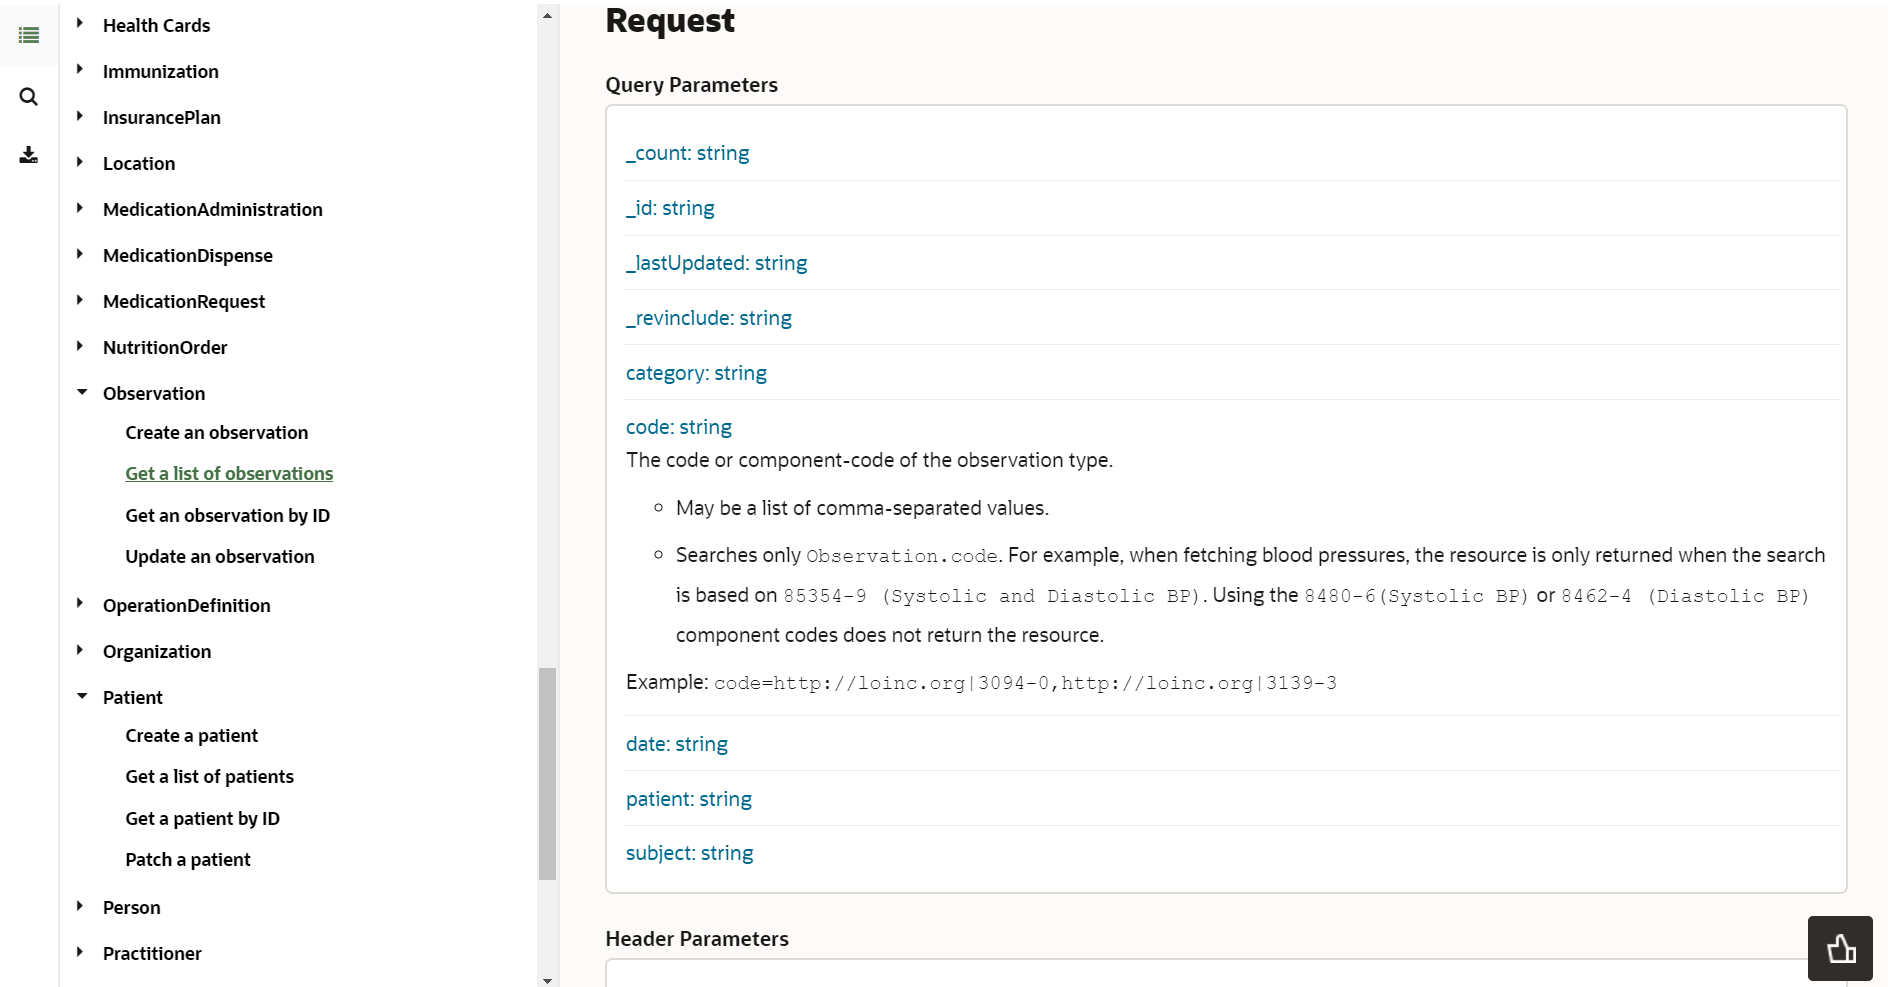 Health Cards
Immunization
InsurancePlan
Location
MedicationAdministration
MedicationDispense
MedicationRequest
NutritionOrder
Observation
Create an observation
Get a list of observations
Get an observation by ID
Update an observation
OperationDefinition
Organization
Patient
Create a patient
Get a list of patients
Get a patient by ID
Patch a patient
Person
Practitioner
Request
Query Parameters
_count: string
_id: string
_lastUpdated: string
_revinclude: string
category: string
code: string
The code or component-code of the observation type.
May be a list of comma-separated values.
Searches only Observation.code. For example, when fetching blood pressures, the resource is only returned when the search
is based on 85354-9 (Systolic and Diastolic BP). Using the 8480-6(Systolic BP) or 8462-4 (Diastolic BP)
component codes does not return the resource.
Example: code=http://loinc.org|3094-0,http://loinc.org|3139-3
date: string
patient: string
subject: string
Header Parameters